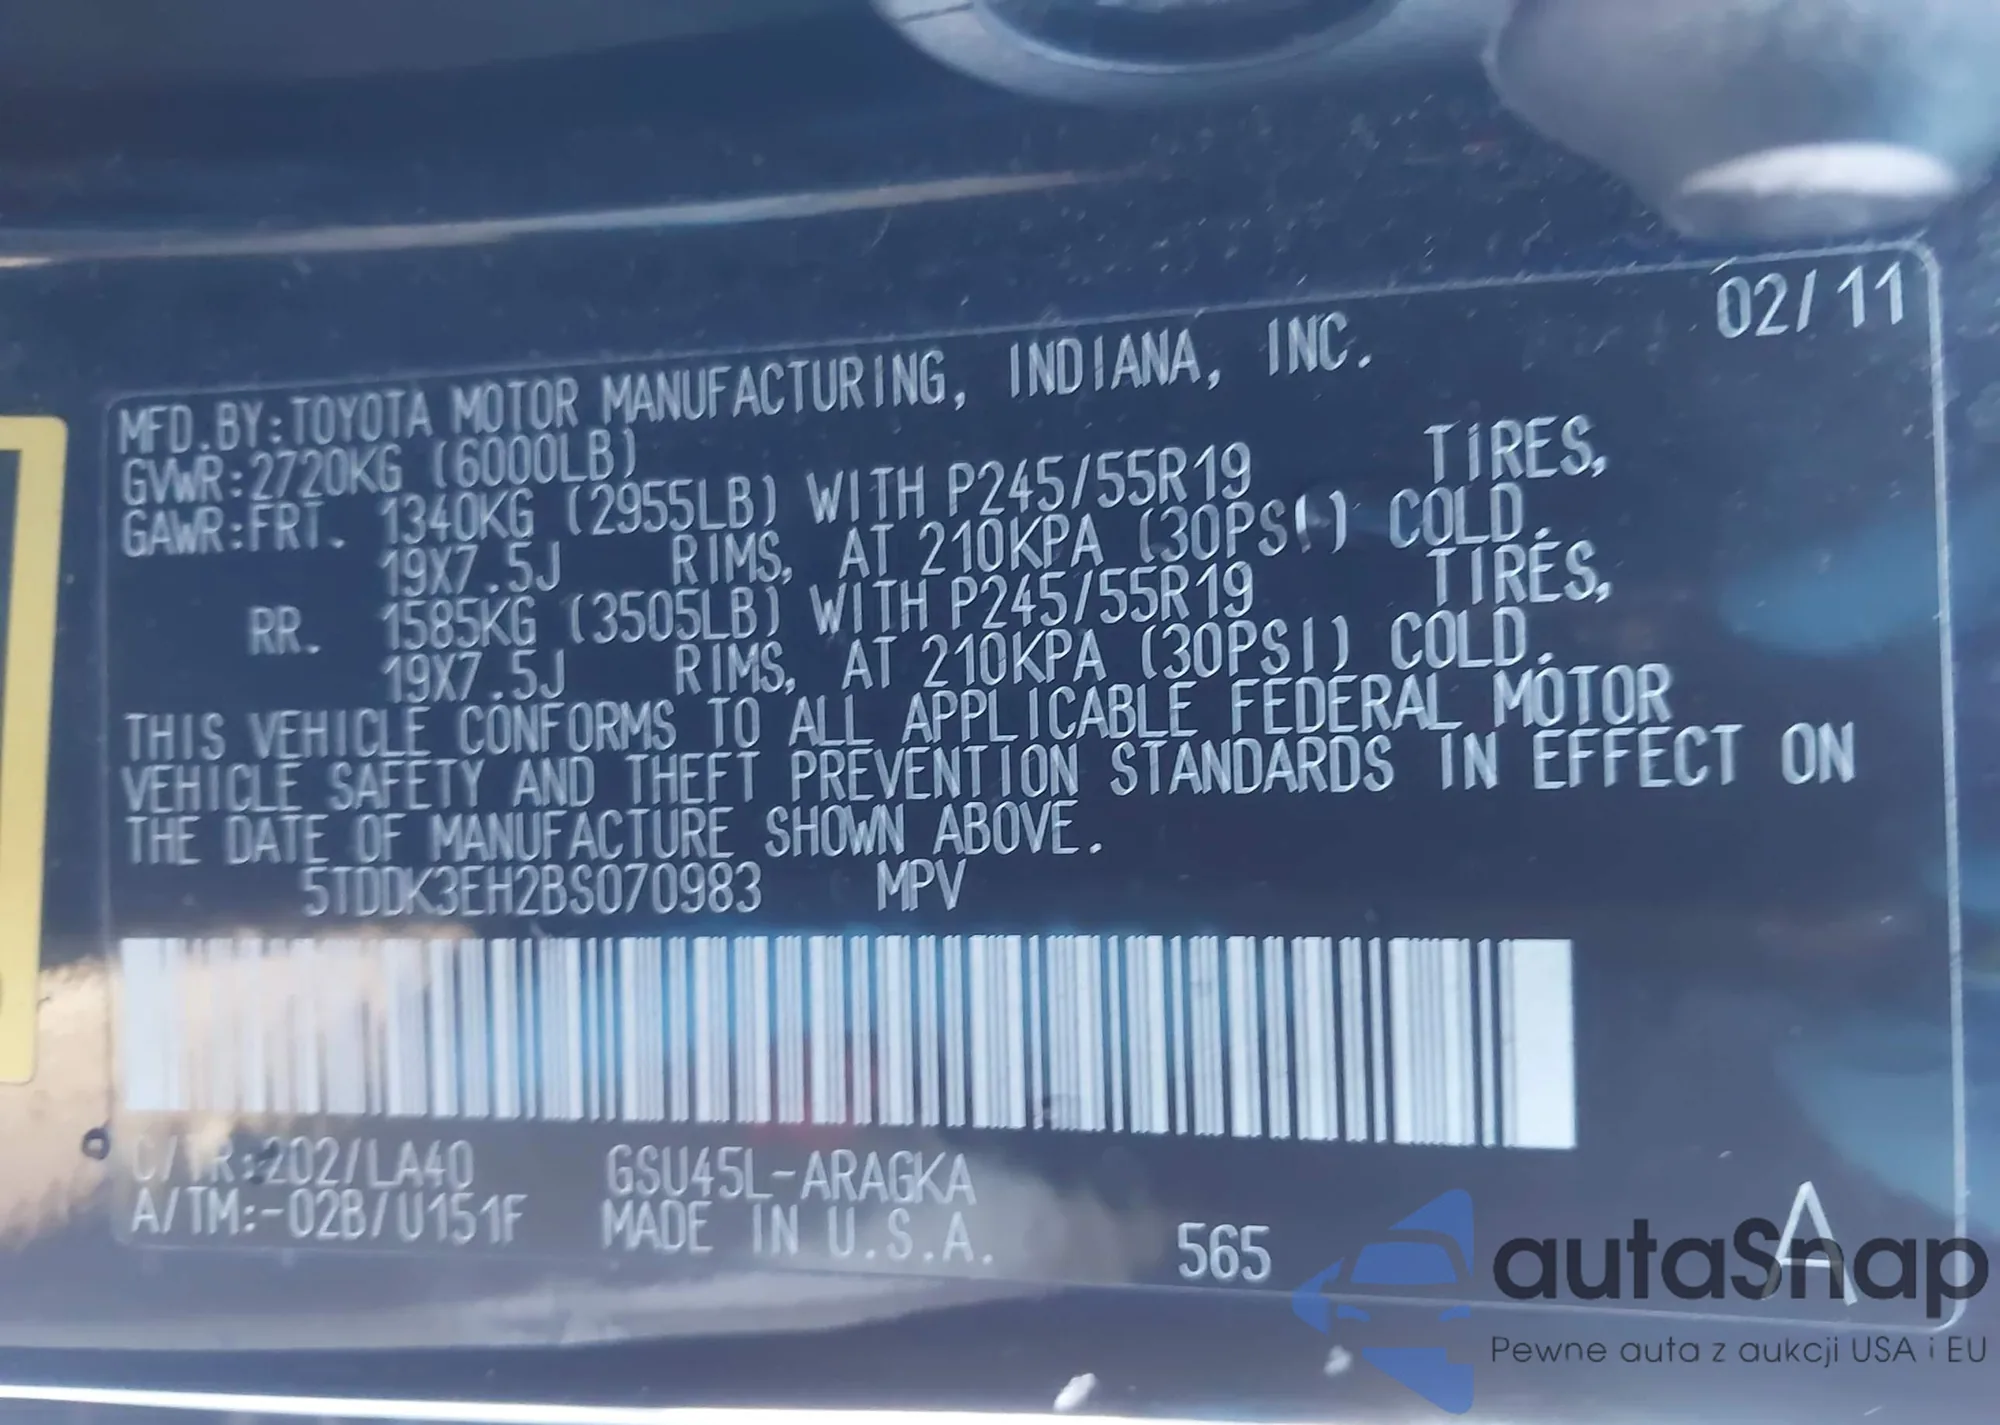 02/11
MFD.BY:TOYOTA MOTOR MANUFACTURING, INDIANA, INC.
GVWR:2720KG (6000LB)
GAWR:FRT. 1340KG (2955LB) WITH P245/55R19 TIRES,
19X7.5J RIMS, AT 210KPA (30PSI) COLD.
RR. 1585KG (3505LB) WITH P245/55R19 TIRES,
19X7.5J RIMS, AT 210KPA (30PSI) COLD.
THIS VEHICLE CONFORMS TO ALL APPLICABLE FEDERAL MOTOR
VEHICLE SAFETY AND THEFT PREVENTION STANDARDS IN EFFECT ON
THE DATE OF MANUFACTURE SHOWN ABOVE.
5TDDK3EH2BS070983 MPV
C/TR:202/LA40 GSU45L-ARAGKA
A/TM:-02B/U151F MADE IN U.S.A. 565 A
autaSnap
Pewne auta z aukcji USA i EU